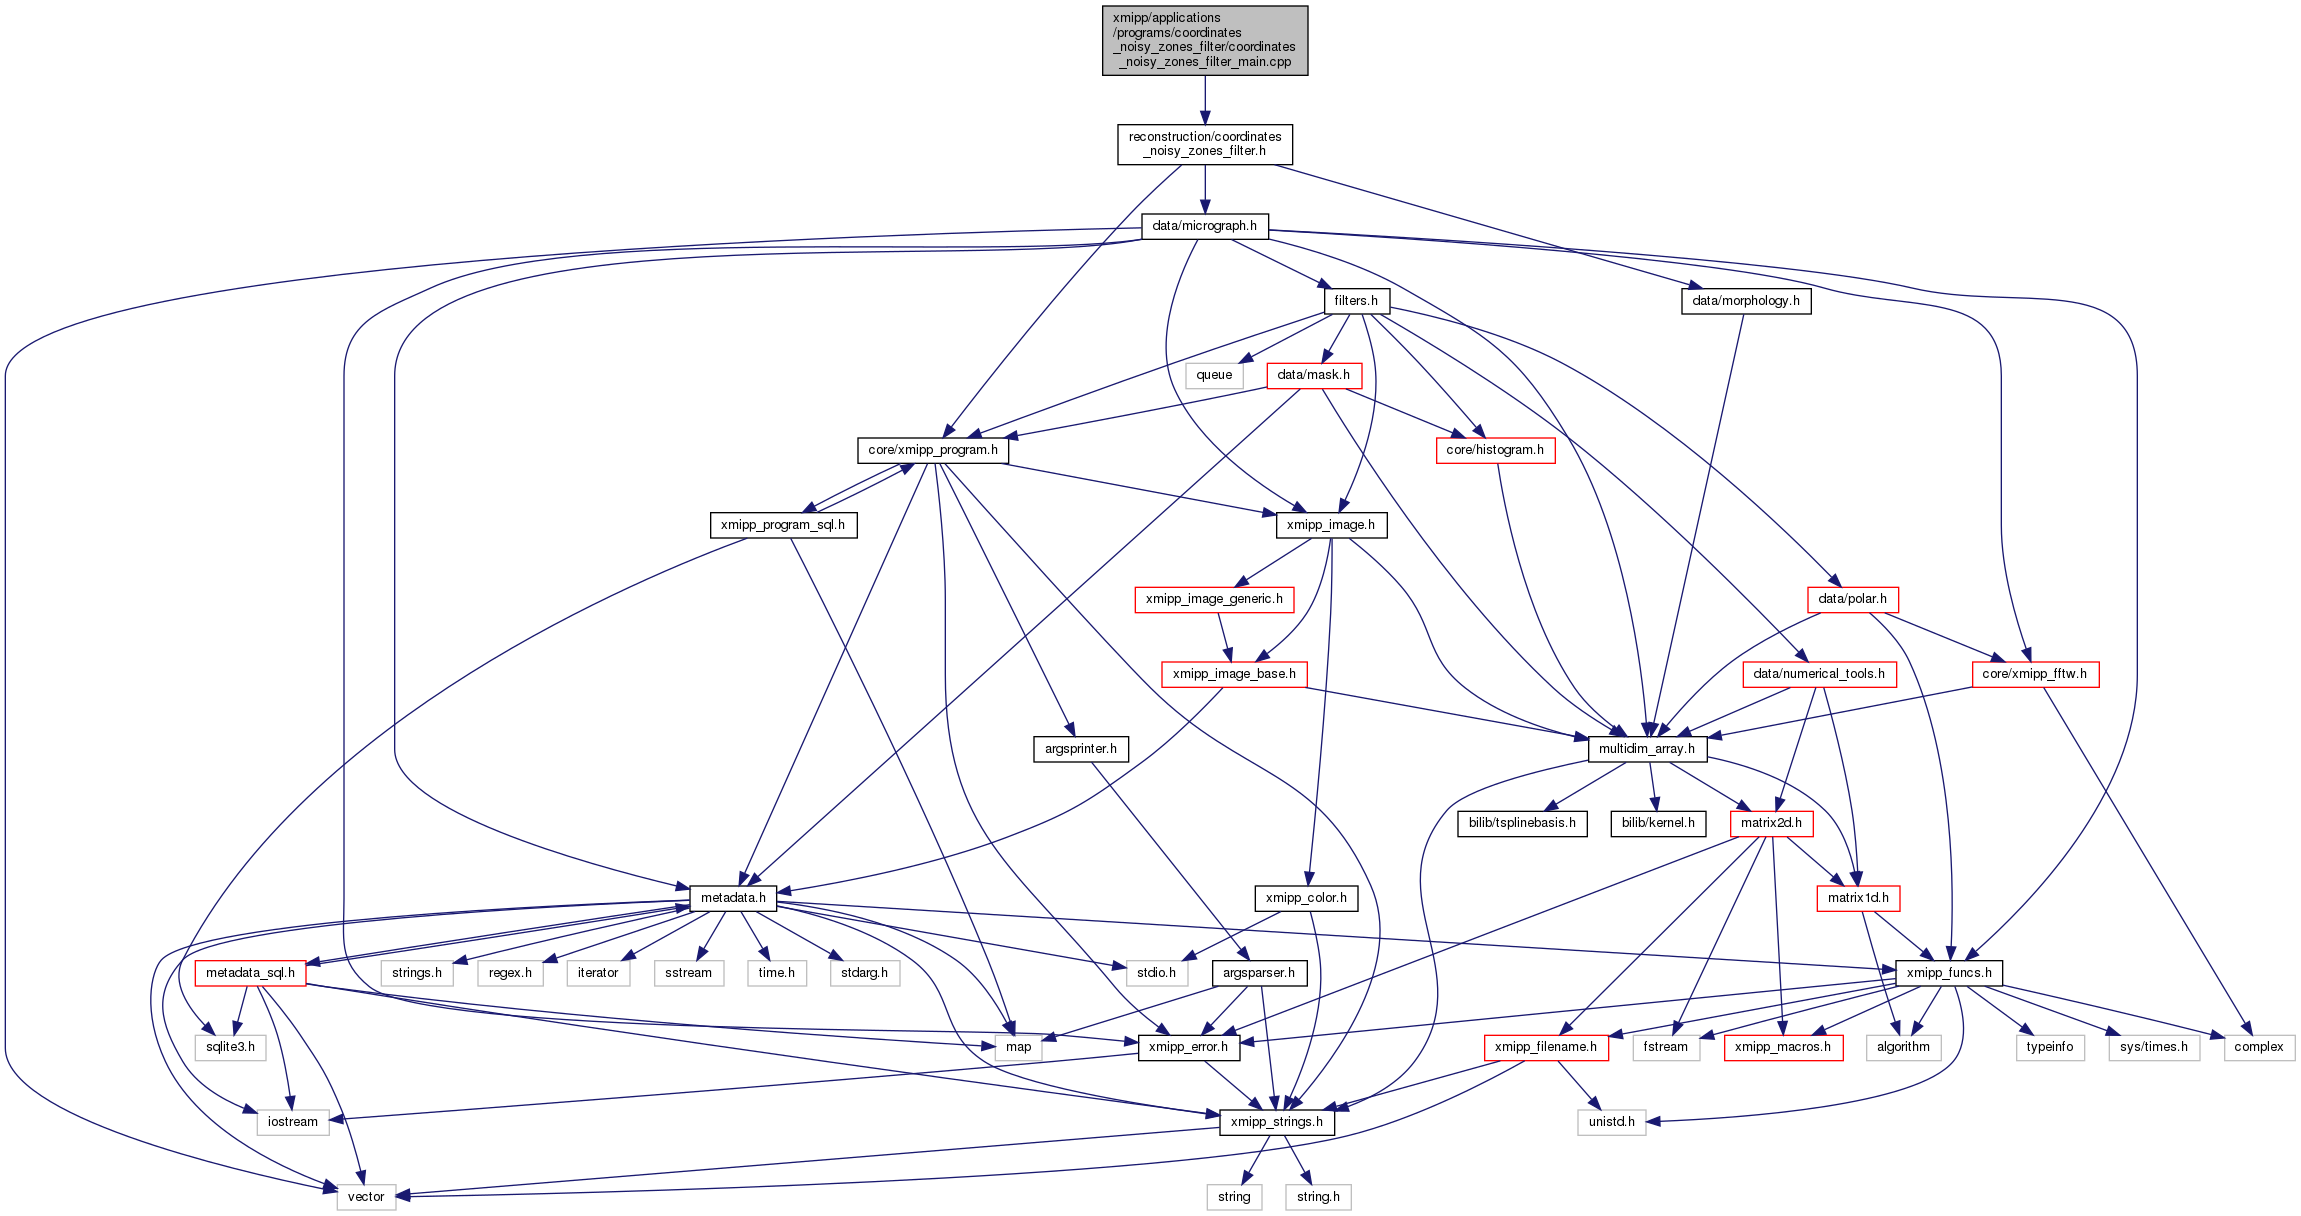 xmipp/applications
/programs/coordinates
_noisy_zones_filter/coordinates
_noisy_zones_filter_main.cpp
reconstruction/coordinates
_noisy_zones_filter.h
data/micrograph.h
filters.h
data/morphology.h
queue
data/mask.h
core/xmipp_program.h
core/histogram.h
xmipp_program_sql.h
xmipp_image.h
xmipp_image_generic.h
data/polar.h
xmipp_image_base.h
data/numerical_tools.h
core/xmipp_fftw.h
argsprinter.h
multidim_array.h
bilib/tsplinebasis.h
bilib/kernel.h
matrix2d.h
metadata.h
xmipp_color.h
matrix1d.h
metadata_sql.h
strings.h
regex.h
iterator
sstream
time.h
stdarg.h
stdio.h
argsparser.h
xmipp_funcs.h
sqlite3.h
map
xmipp_error.h
xmipp_filename.h
fstream
xmipp_macros.h
algorithm
typeinfo
sys/times.h
complex
iostream
xmipp_strings.h
unistd.h
vector
string
string.h